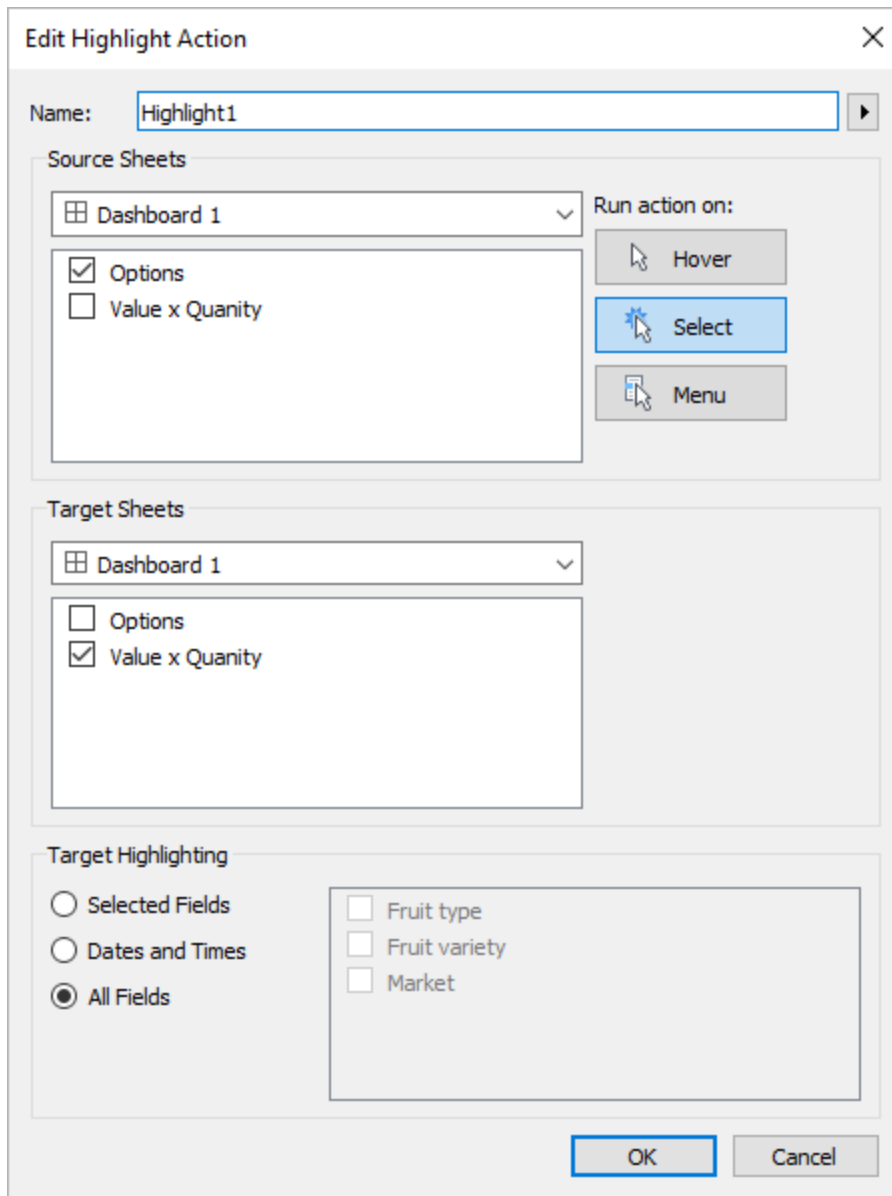 Edit Highlight Action
Name: Highlight1
Source Sheets
Dashboard 1
Run action on:
Options
Value x Quanity
Hover
Select
Menu
Target Sheets
Dashboard 1
Options
Value x Quanity
Target Highlighting
Selected Fields
Dates and Times
All Fields
Fruit type
Fruit variety
Market
OK Cancel